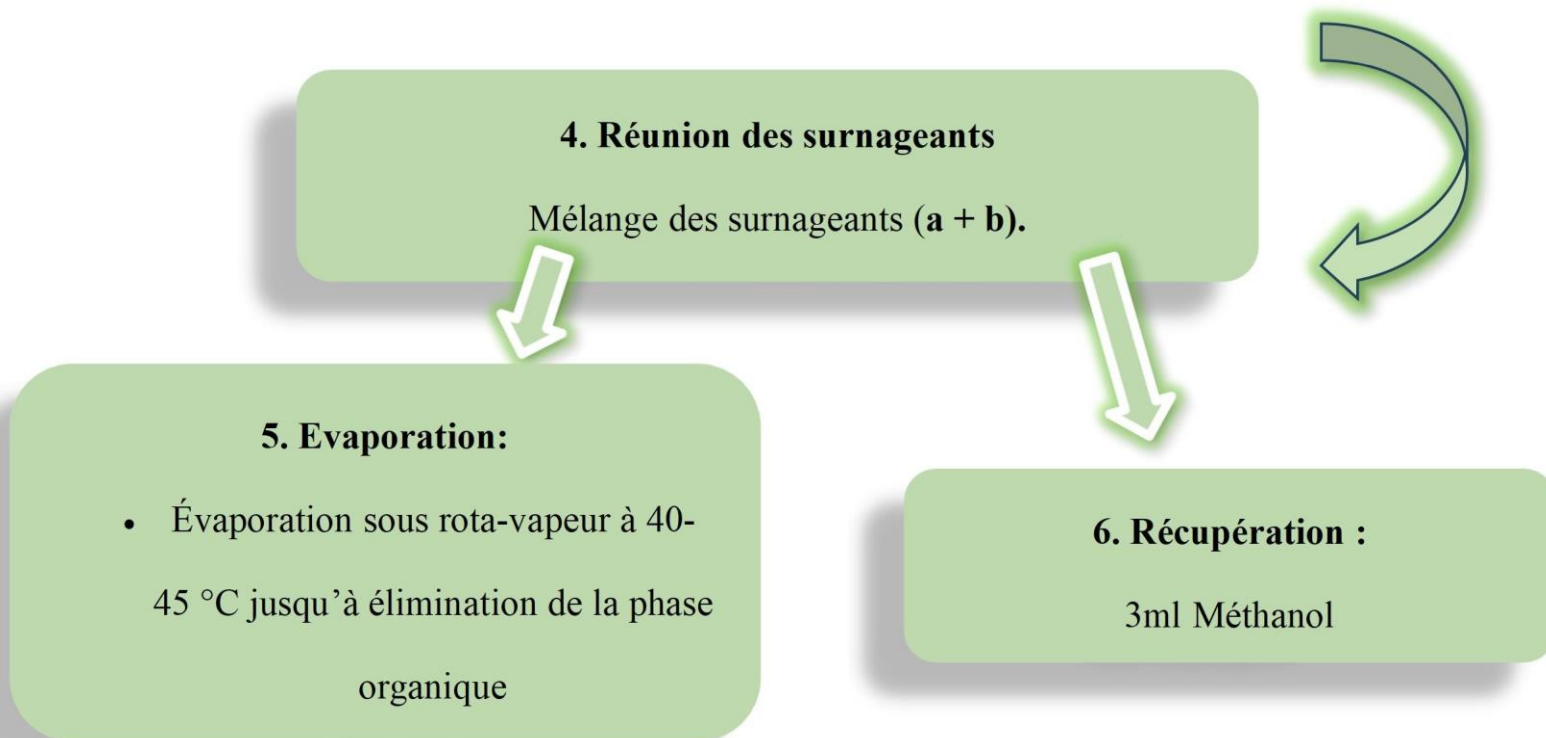 4. Réunion des surnageants
Mélange des surnageants (a + b).
5. Evaporation:
• Évaporation sous rota-vapeur à 40-
45 °C jusqu’à élimination de la phase
organique
6. Récupération :
3ml Méthanol